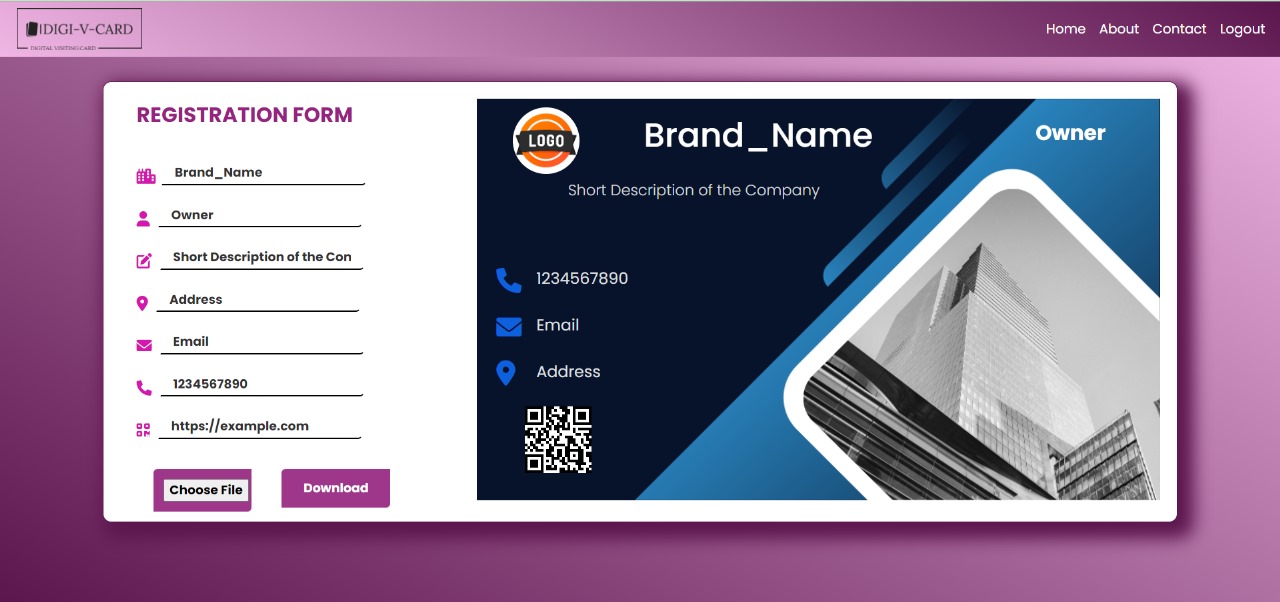 DIGI-V-CARD
DIGITAL VISITING CARD
Home About Contact Logout
REGISTRATION FORM
Brand_Name
Owner
Short Description of the Con
Address
Email
1234567890
https://example.com
Choose File
Download
LOGO
Brand_Name
Owner
Short Description of the Company
1234567890
Email
Address